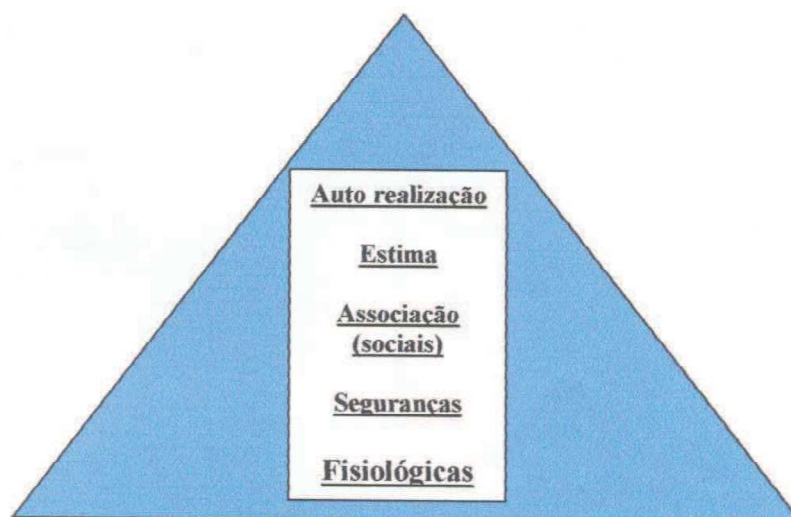 Auto realização
Estima
Associação
(sociais)
Seguranças
Fisiológicas